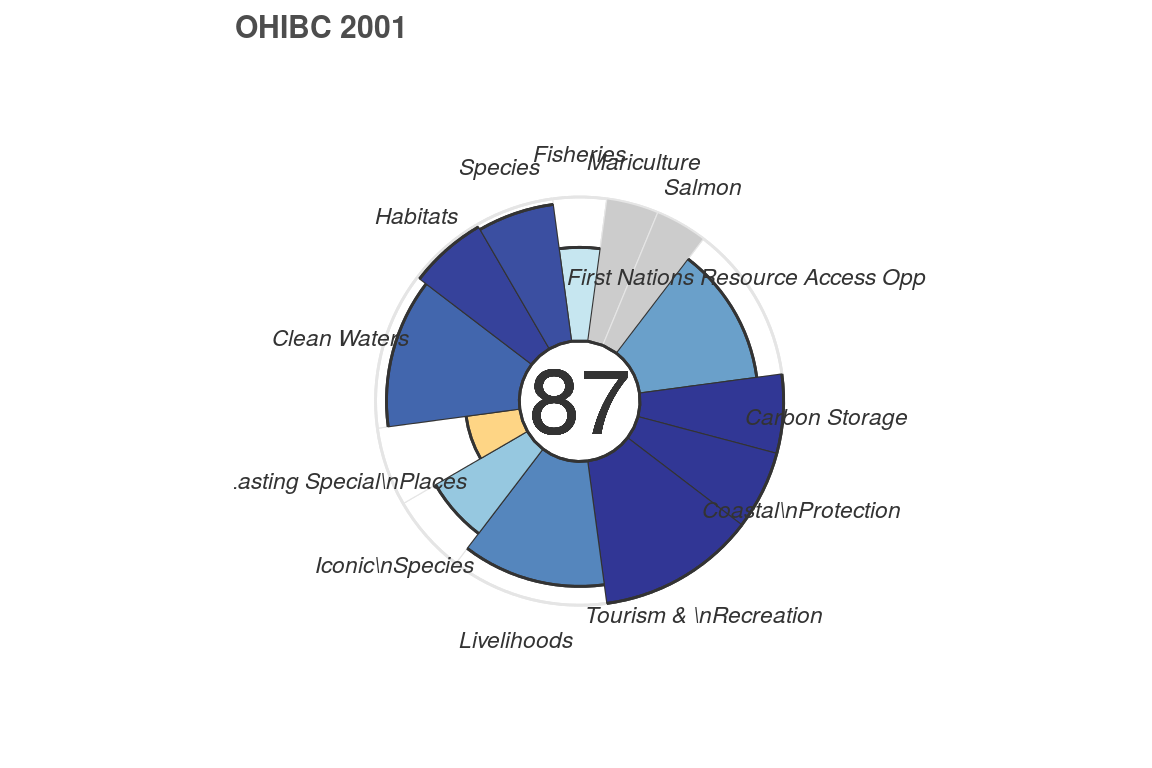 OHIBC 2001
Fisheries
Mariculture
Species
Salmon
Habitats
First Nations Resource Access Opp
Clean Waters
87
Carbon Storage
.asting Special\nPlaces
Coastal\nProtection
Iconic\nSpecies
Tourism & \nRecreation
Livelihoods